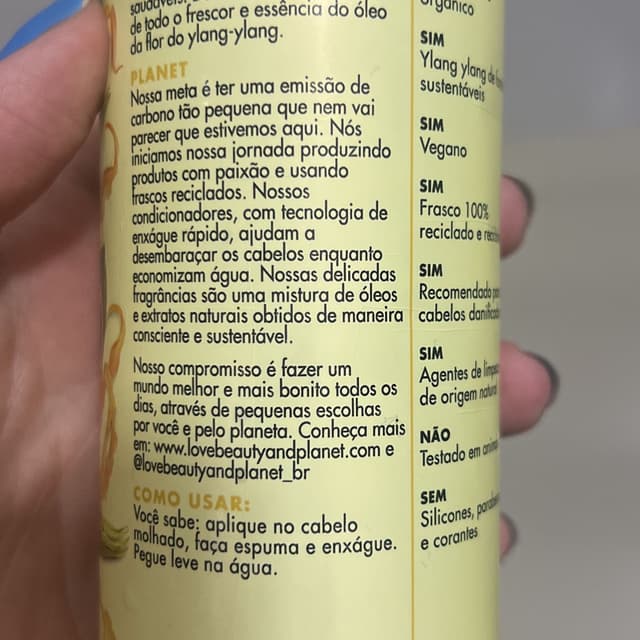 de todo o frescor e essência do óleo
da flor do ylang-ylang.
PLANET
Nossa meta é ter uma emissão de
carbono tão pequena que nem vai
parecer que estivemos aqui. Nós
iniciamos nossa jornada produzindo
produtos com paixão e usando
frascos reciclados. Nossos
condicionadores, com tecnologia de
enxágue rápido, ajudam a
desembaraçar os cabelos enquanto
economizam água. Nossas delicadas
fragrâncias são uma mistura de óleos
e extratos naturais obtidos de maneira
consciente e sustentável.
Nosso compromisso é fazer um
mundo melhor e mais bonito todos os
dias, através de pequenas escolhas
por você e pelo planeta. Conheça mais
em: www.lovebeautyandplanet.com e
@lovebeautyandplanet_br
COMO USAR:
Você sabe: aplique no cabelo
molhado, faça espuma e enxágue.
Pegue leve na água.
orgânico
SIM
Ylang ylang de
sustentáveis
SIM
Vegano
SIM
Frasco 100%
reciclado e
SIM
Recomendado
cabelos
SIM
Agentes de
de origem natural
NÃO
Testado em
SEM
Silicones,
e corantes